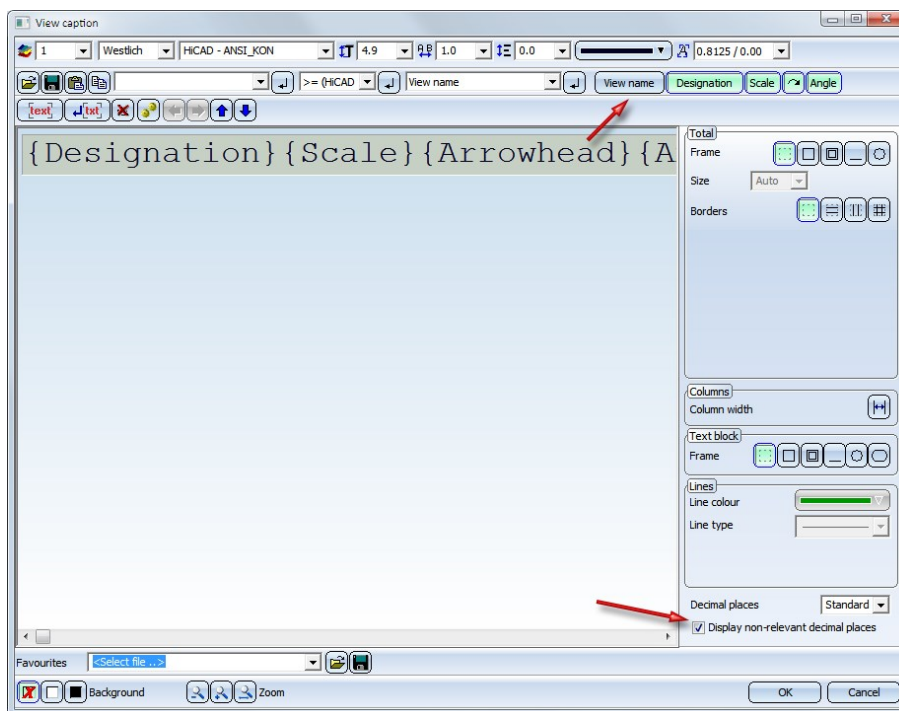 View caption
1 Westlich HiCAD - ANSI_KON 4.9 1.0 0.0 0.8125 / 0.00
>= (HiCAD View name View name Designation Scale Angle
{text} {txt}
{Designation}{Scale}{Arrowhead}{A
Total
Frame
Size Auto
Borders
Columns
Column width
Text block
Frame
Lines
Line colour
Line type
Decimal places Standard
Display non-relevant decimal places
Favourites <Select file ..>
Background Zoom OK Cancel